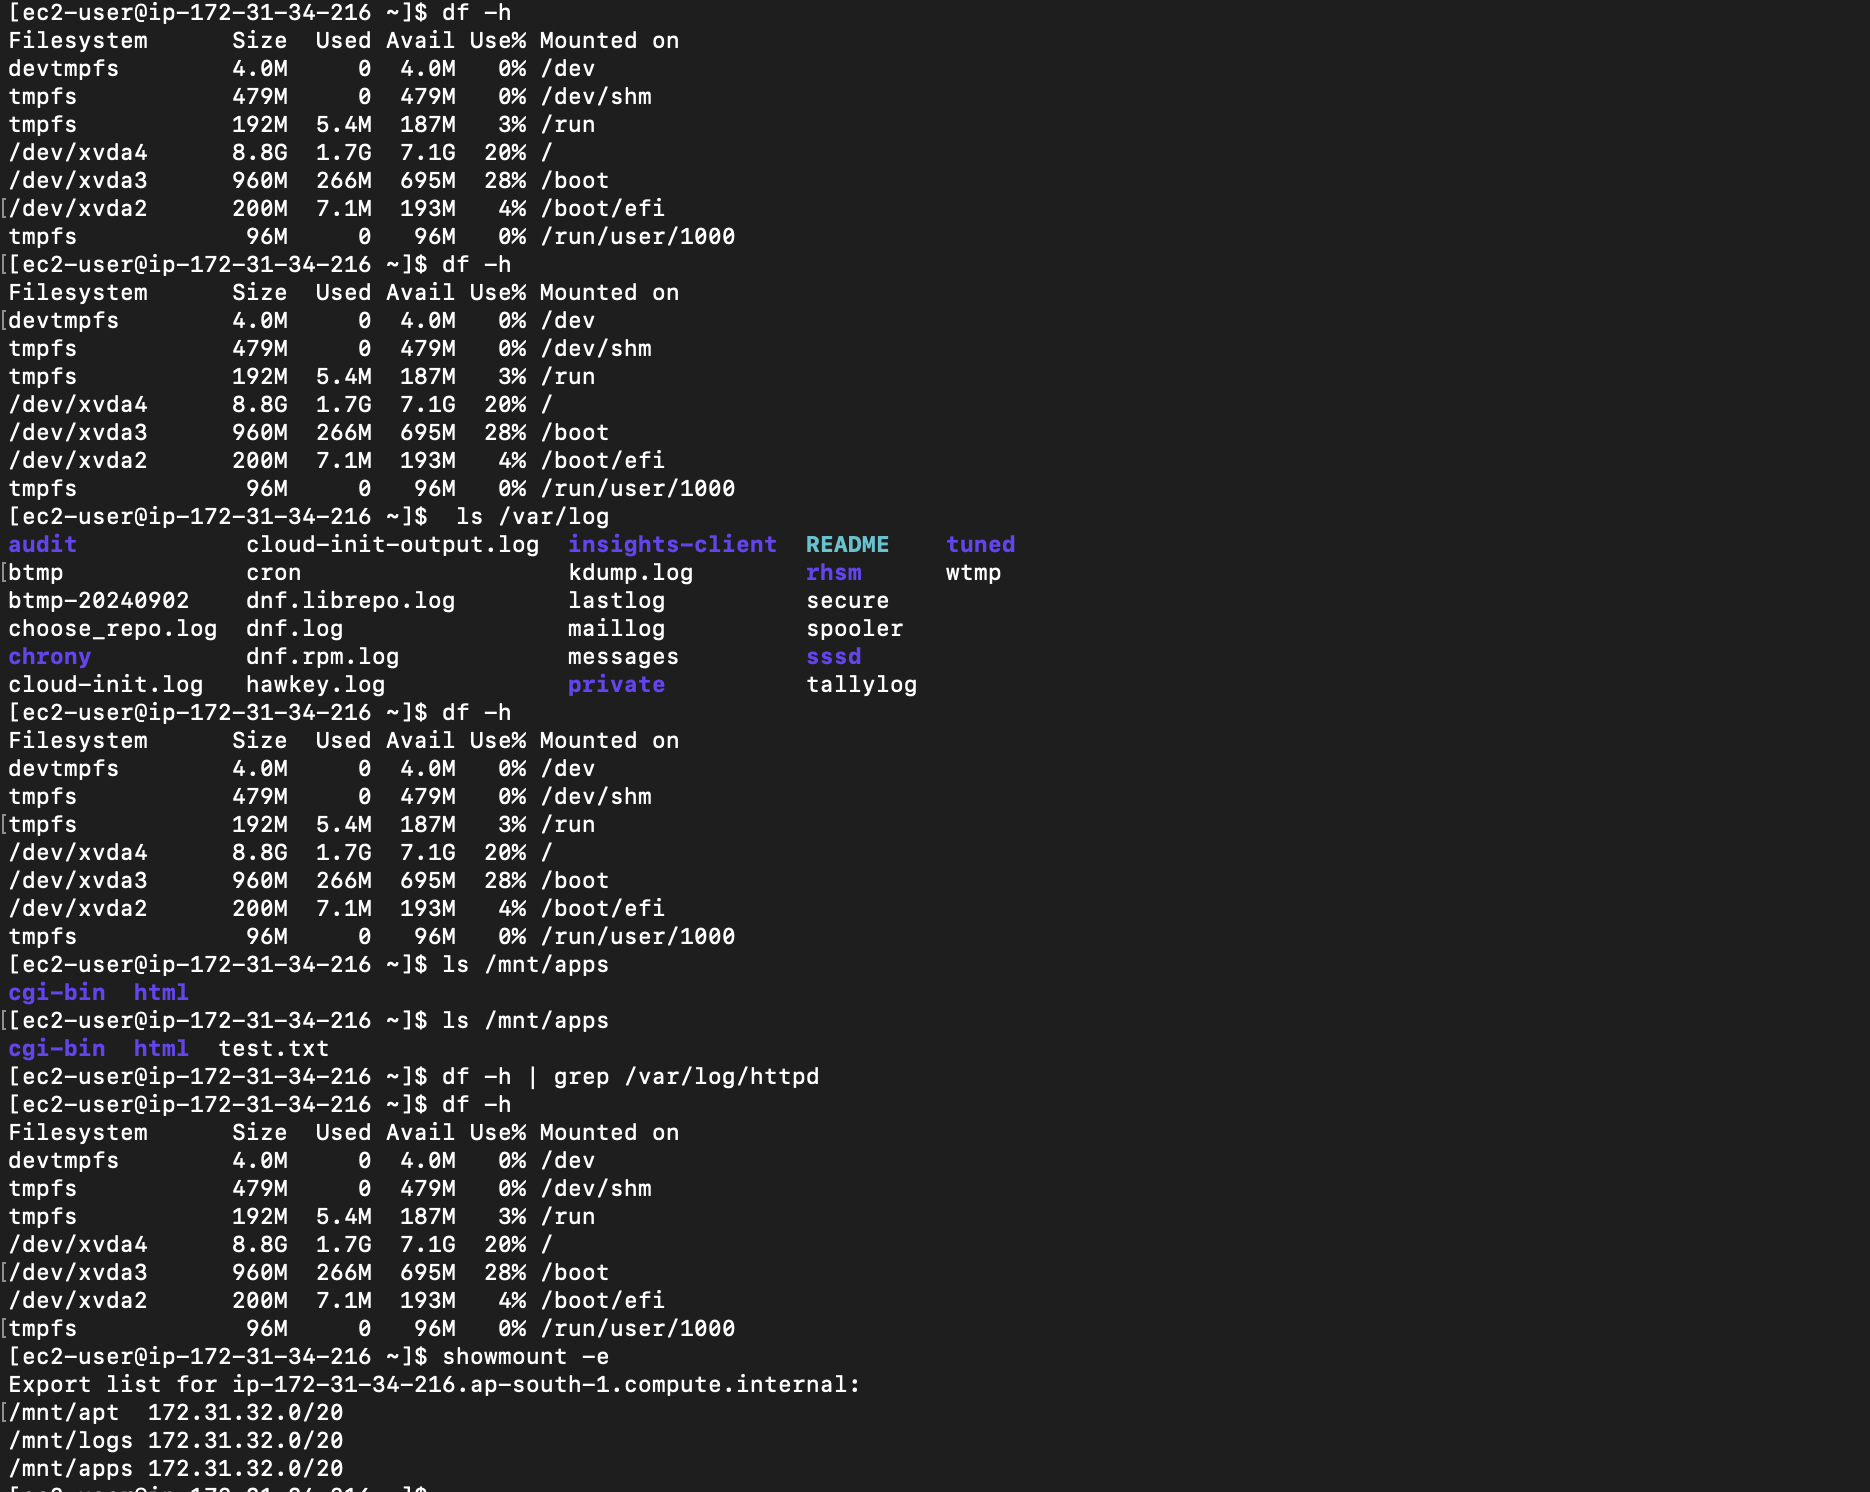 [ec2-user@ip-172-31-34-216 ~]$ df -h
Filesystem      Size  Used Avail Use% Mounted on
devtmpfs        4.0M     0  4.0M   0% /dev
tmpfs           479M     0  479M   0% /dev/shm
tmpfs           192M  5.4M  187M   3% /run
/dev/xvda4      8.8G  1.7G  7.1G  20% /
/dev/xvda3      960M  266M  695M  28% /boot
[/dev/xvda2      200M  7.1M  193M   4% /boot/efi
tmpfs            96M     0   96M   0% /run/user/1000
[[ec2-user@ip-172-31-34-216 ~]$ df -h
Filesystem      Size  Used Avail Use% Mounted on
[devtmpfs        4.0M     0  4.0M   0% /dev
tmpfs           479M     0  479M   0% /dev/shm
tmpfs           192M  5.4M  187M   3% /run
/dev/xvda4      8.8G  1.7G  7.1G  20% /
/dev/xvda3      960M  266M  695M  28% /boot
/dev/xvda2      200M  7.1M  193M   4% /boot/efi
tmpfs            96M     0   96M   0% /run/user/1000
[ec2-user@ip-172-31-34-216 ~]$  ls /var/log
audit            cloud-init-output.log  insights-client  README    tuned
[btmp             cron                   kdump.log        rhsm      wtmp
btmp-20240902    dnf.librepo.log        lastlog          secure
choose_repo.log  dnf.log                maillog          spooler
chrony           dnf.rpm.log            messages         sssd
cloud-init.log   hawkey.log             private          tallylog
[ec2-user@ip-172-31-34-216 ~]$ df -h
Filesystem      Size  Used Avail Use% Mounted on
devtmpfs        4.0M     0  4.0M   0% /dev
tmpfs           479M     0  479M   0% /dev/shm
[tmpfs           192M  5.4M  187M   3% /run
/dev/xvda4      8.8G  1.7G  7.1G  20% /
/dev/xvda3      960M  266M  695M  28% /boot
/dev/xvda2      200M  7.1M  193M   4% /boot/efi
tmpfs            96M     0   96M   0% /run/user/1000
[ec2-user@ip-172-31-34-216 ~]$ ls /mnt/apps
cgi-bin  html
[[ec2-user@ip-172-31-34-216 ~]$ ls /mnt/apps
cgi-bin  html  test.txt
[ec2-user@ip-172-31-34-216 ~]$ df -h | grep /var/log/httpd
[ec2-user@ip-172-31-34-216 ~]$ df -h
Filesystem      Size  Used Avail Use% Mounted on
devtmpfs        4.0M     0  4.0M   0% /dev
tmpfs           479M     0  479M   0% /dev/shm
tmpfs           192M  5.4M  187M   3% /run
/dev/xvda4      8.8G  1.7G  7.1G  20% /
[/dev/xvda3      960M  266M  695M  28% /boot
/dev/xvda2      200M  7.1M  193M   4% /boot/efi
[tmpfs            96M     0   96M   0% /run/user/1000
[ec2-user@ip-172-31-34-216 ~]$ showmount -e
Export list for ip-172-31-34-216.ap-south-1.compute.internal:
[/mnt/apt  172.31.32.0/20
/mnt/logs 172.31.32.0/20
/mnt/apps 172.31.32.0/20
[ec2-user@ip-172-31-34-216 ~]$